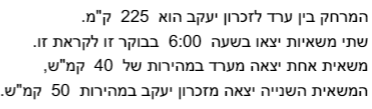 המרחק בין ערד לזכרון יעקב הוא 225 ק"מ.
שתי משאיות יצאו בשעה 6:00 בבוקר זו לקראת זו.
משאית אחת יצאה מערד במהירות של 40 קמ"ש,
המשאית השנייה יצאה מזכרון יעקב במהירות 50 קמ"ש.